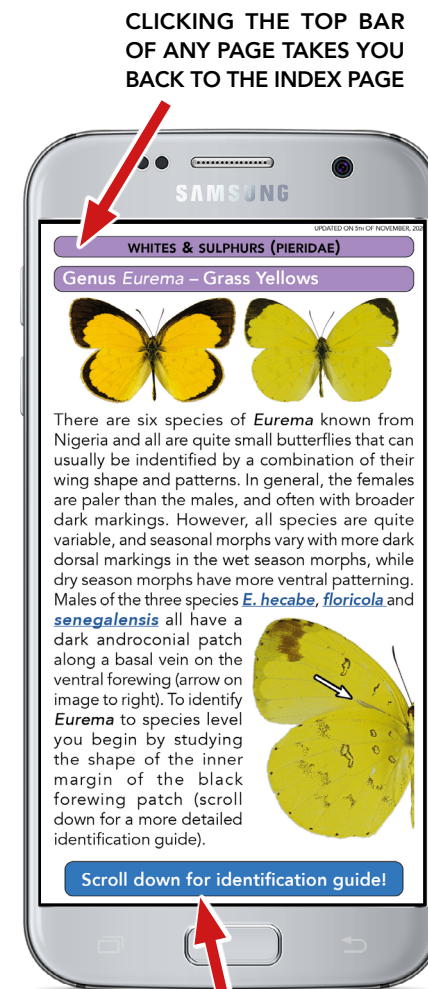 CLICKING THE TOP BAR
OF ANY PAGE TAKES YOU
BACK TO THE INDEX PAGE
SAMSUNG
UPDATED ON 5TH OF NOVEMBER, 202
WHITES & SULPHURS (PIERIDAE)
Genus Eurema – Grass Yellows
There are six species of Eurema known from
Nigeria and all are quite small butterflies that can
usually be indentified by a combination of their
wing shape and patterns. In general, the females
are paler than the males, and often with broader
dark markings. However, all species are quite
variable, and seasonal morphs vary with more dark
dorsal markings in the wet season morphs, while
dry season morphs have more ventral patterning.
Males of the three species E. hecabe, floricola and
senegalensis all have a
dark androconial patch
along a basal vein on the
ventral forewing (arrow on
image to right). To identify
Eurema to species level
you begin by studying
the shape of the inner
margin of the black
forewing patch (scroll
down for a more detailed
identification guide).
Scroll down for identification guide!